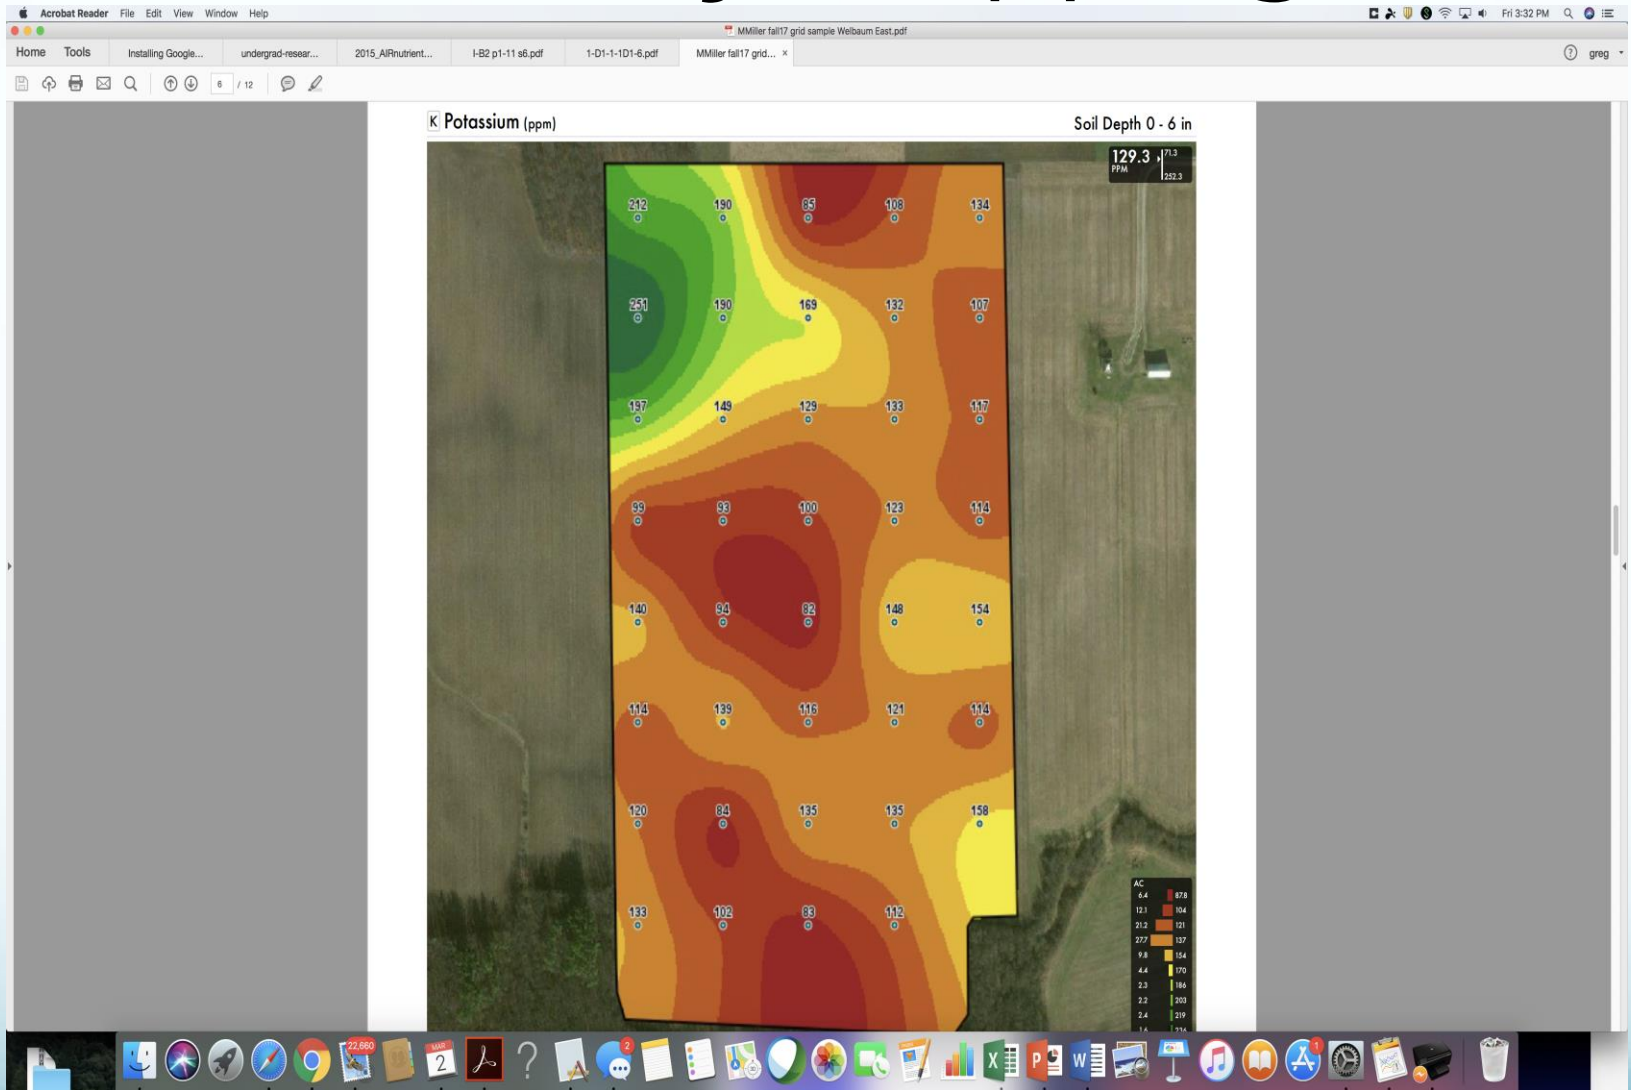 Acrobat Reader File Edit View Window Help Fri 3:32 PM
MMiller fall17 grid sample Welbaum East.pdf
Home Tools Installing Google... undergrad-resear... 2015_AIRnutrient... I-B2 p1-11 s6.pdf 1-D1-1-1D1-6.pdf MMiller fall17 grid... × ? greg
6 / 12
K Potassium (ppm) Soil Depth 0 - 6 in
129.3 71.3
PPM 252.3
212 190 85 108 134
251 190 169 132 107
197 149 129 133 117
99 93 100 123 114
140 94 82 148 154
114 139 116 121 114
120 84 135 135 158
133 102 83 112
AC
6.4 87.8
12.1 104
21.2 121
27.7 137
9.8 154
4.4 170
2.3 186
2.2 203
2.4 219
22,660 MAR 2 ? 2 X P W 1